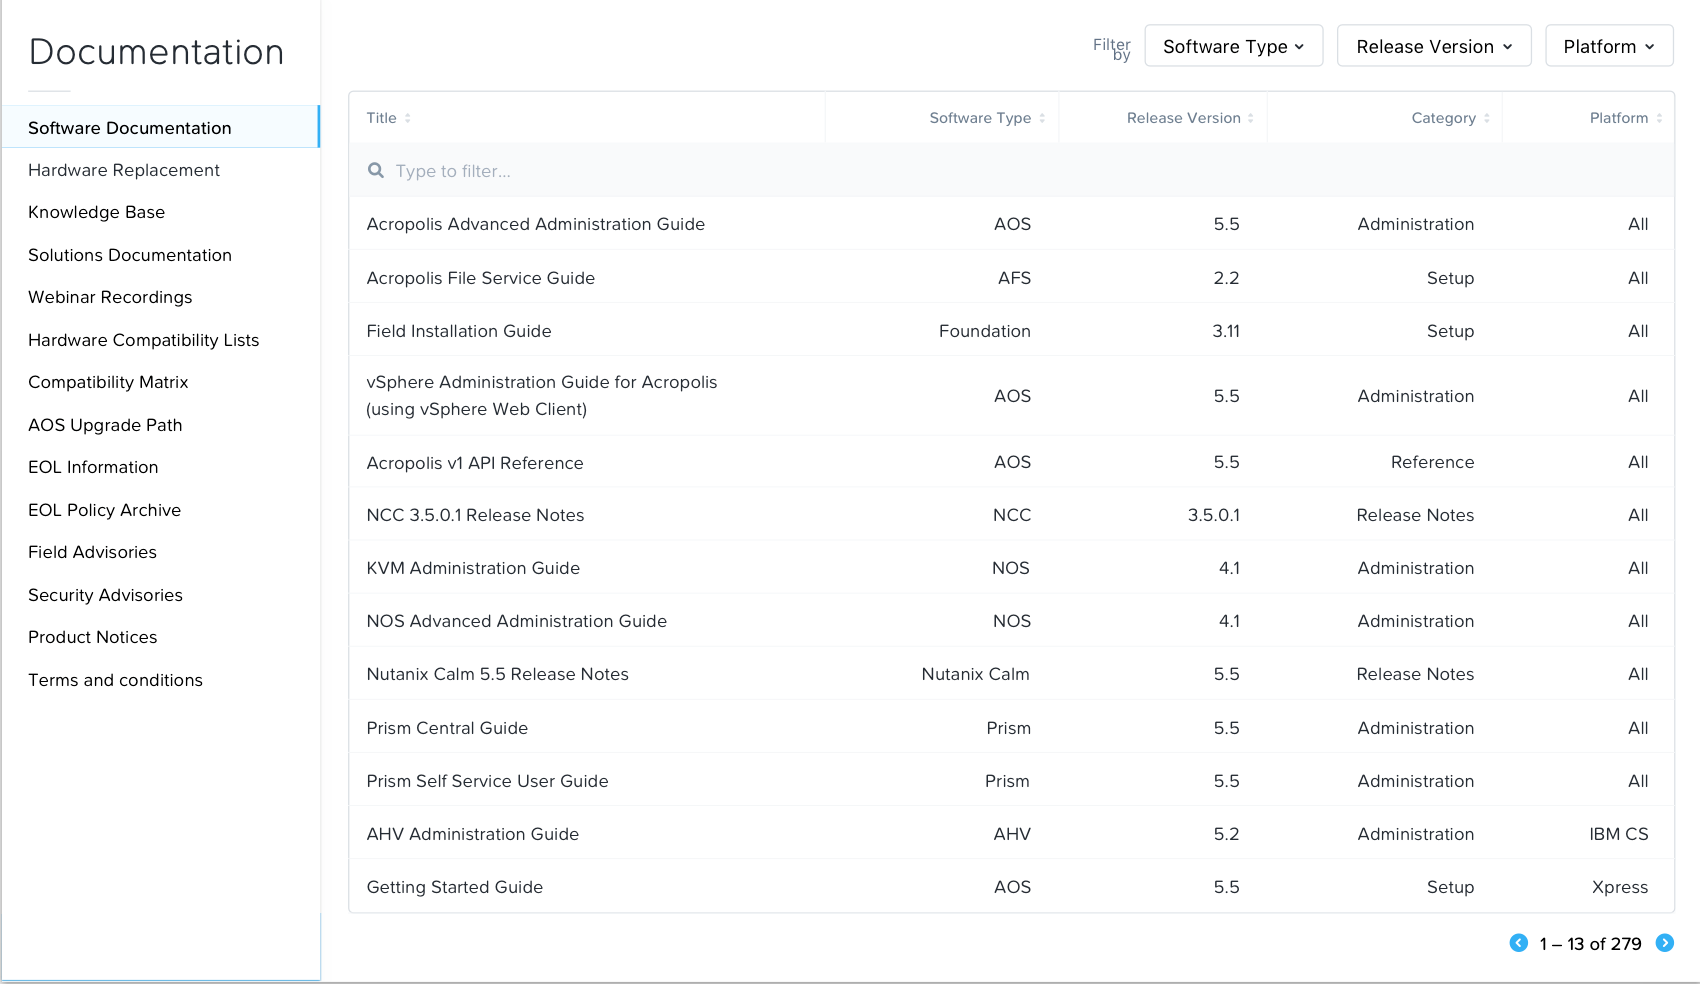 Documentation
Software Documentation
Hardware Replacement
Knowledge Base
Solutions Documentation
Webinar Recordings
Hardware Compatibility Lists
Compatibility Matrix
AOS Upgrade Path
EOL Information
EOL Policy Archive
Field Advisories
Security Advisories
Product Notices
Terms and conditions
Filter by Software Type Release Version Platform
Title Software Type Release Version Category Platform
Type to filter...
Acropolis Advanced Administration Guide AOS 5.5 Administration All
Acropolis File Service Guide AFS 2.2 Setup All
Field Installation Guide Foundation 3.11 Setup All
vSphere Administration Guide for Acropolis
(using vSphere Web Client) AOS 5.5 Administration All
Acropolis v1 API Reference AOS 5.5 Reference All
NCC 3.5.0.1 Release Notes NCC 3.5.0.1 Release Notes All
KVM Administration Guide NOS 4.1 Administration All
NOS Advanced Administration Guide NOS 4.1 Administration All
Nutanix Calm 5.5 Release Notes Nutanix Calm 5.5 Release Notes All
Prism Central Guide Prism 5.5 Administration All
Prism Self Service User Guide Prism 5.5 Administration All
AHV Administration Guide AHV 5.2 Administration IBM CS
Getting Started Guide AOS 5.5 Setup Xpress
1 – 13 of 279